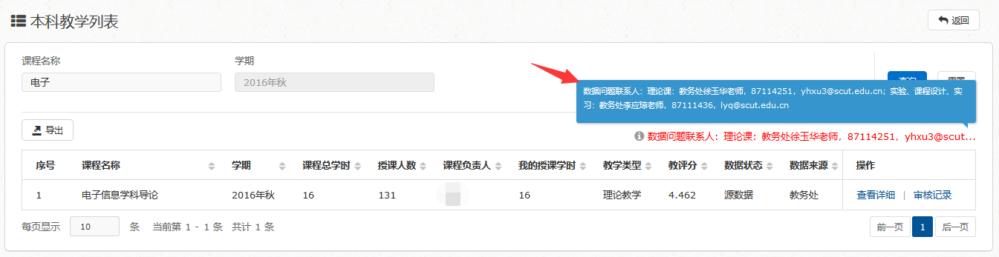 本科教学列表
返回
课程名称
学期
电子
2016年秋
数据问题联系人：理论课：教务处徐玉华老师，87114251，yhxu3@scut.edu.cn；实验、课程设计、实
习：教务处李应琼老师，87111436，lyq@scut.edu.cn
导出
数据问题联系人：理论课：教务处徐玉华老师，87114251，yhxu3@scut...
序号 课程名称 学期 课程总学时 授课人数 课程负责人 我的授课学时 教学类型 教评分 数据状态 数据来源 操作
1 电子信息学科导论 2016年秋 16 131 16 理论教学 4.462 源数据 教务处 查看详细 | 审核记录
每页显示 10 条 当前第 1 - 1 条 共计 1 条 前一页 1 后一页